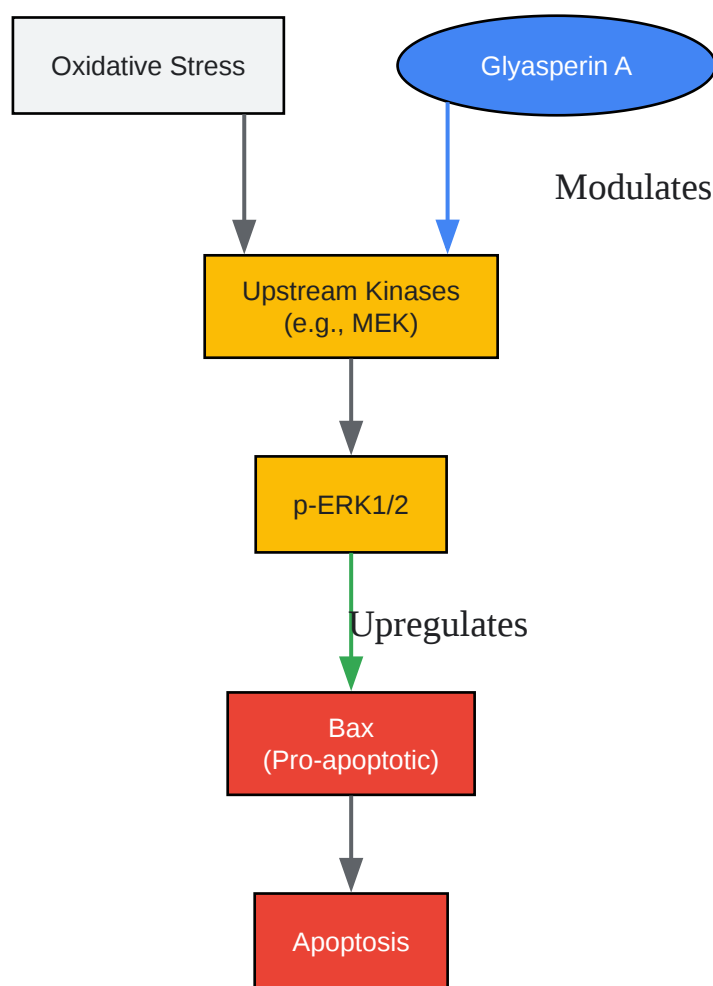 Oxidative Stress
Glyasperin A
Modulates
Upstream Kinases
(e.g., MEK)
p-ERK1/2
Upregulates
Bax
(Pro-apoptotic)
Apoptosis